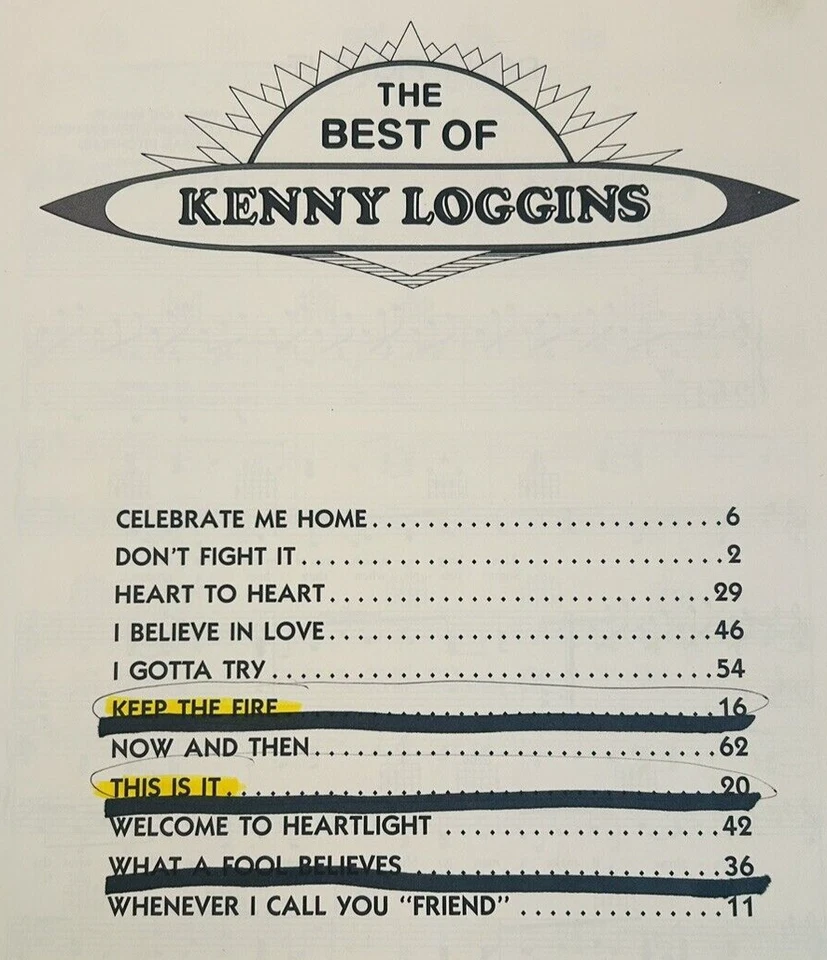 THE
BEST OF
KENNY LOGGINS
CELEBRATE ME HOME..........................6
DON'T FIGHT IT..............................2
HEART TO HEART...........................29
I BELIEVE IN LOVE...........................46
I GOTTA TRY................................54
KEEP THE FIRE..............................16
NOW AND THEN............................62
THIS IS IT...................................20
WELCOME TO HEARTLIGHT ...................42
WHAT A FOOL BELIEVES......................36
WHENEVER I CALL YOU "FRIEND" ..............11